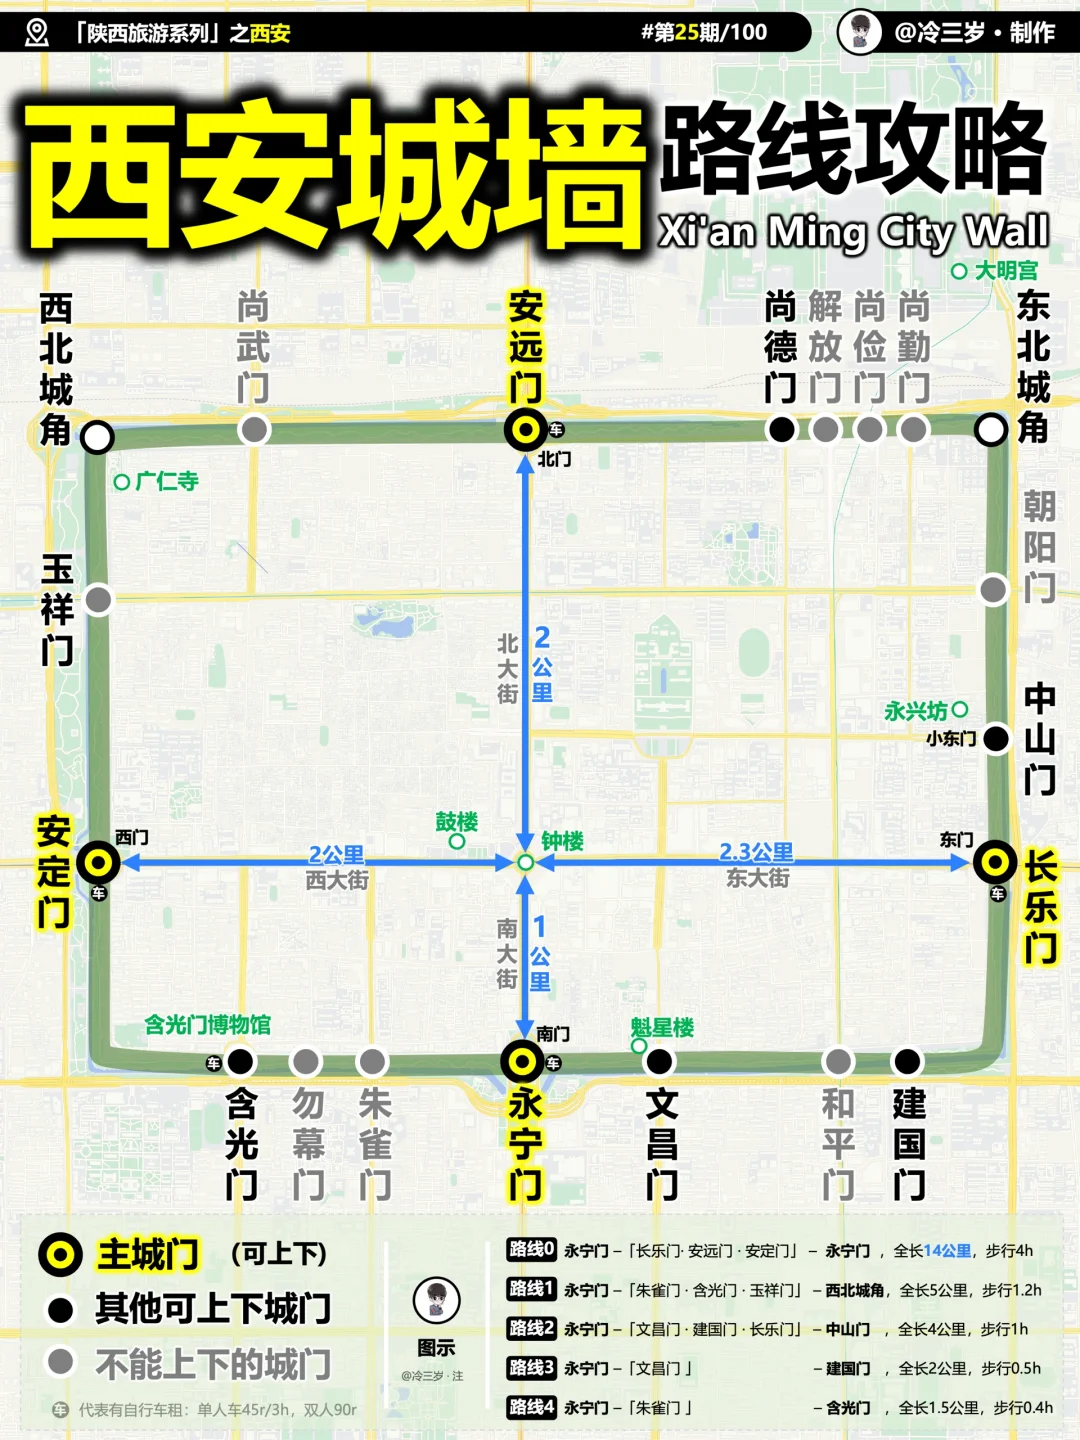 「陕西旅游系列」之西安
#第25期/100
@冷三岁·制作
西安城墙
路线攻略
Xi'an Ming City Wall
大明宫
西北城角
尚武门
安远门
尚德门
解放门
尚俭门
尚勤门
东北城角
车
北门
广仁寺
朝阳门
玉祥门
北大街
2公里
中山门
永兴坊
小东门
安定门
西门
鼓楼
钟楼
东门
长乐门
2公里
西大街
2.3公里
东大街
车
车
南大街
1公里
含光门博物馆
南门
魁星楼
车
车
含光门
勿幕门
朱雀门
永宁门
文昌门
和平门
建国门
主城门 (可上下)
其他可上下城门
不能上下的城门
车 代表有自行车租：单人车45r/3h，双人90r
图示
@冷三岁·注
路线0 永宁门–「长乐门·安远门·安定门」– 永宁门 ，全长14公里，步行4h
路线1 永宁门–「朱雀门·含光门·玉祥门」–西北城角，全长5公里，步行1.2h
路线2 永宁门–「文昌门·建国门·长乐门」–中山门 ，全长4公里，步行1h
路线3 永宁门–「文昌门 」 –建国门 ，全长2公里，步行0.5h
路线4 永宁门–「朱雀门 」 –含光门 ，全长1.5公里，步行0.4h